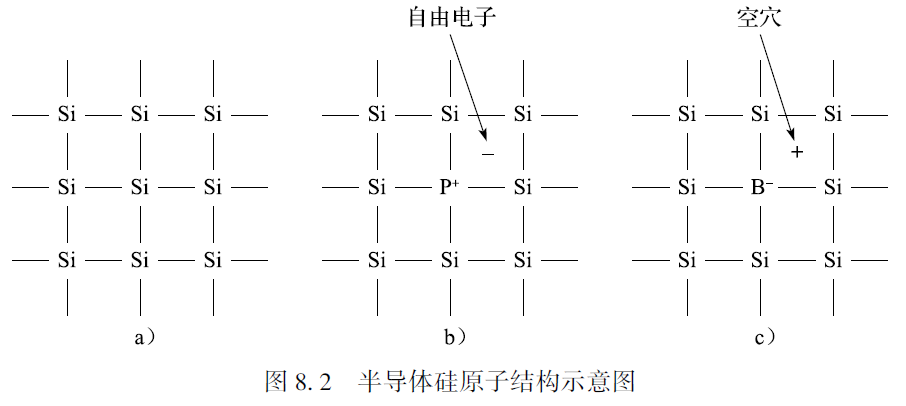 自由电子
空穴
Si Si Si
Si Si Si
Si Si Si
–
+
Si Si Si
Si P⁺ Si
Si B⁻ Si
Si Si Si
Si Si Si
Si Si Si
a）
b）
c）
图 8.2 半导体硅原子结构示意图